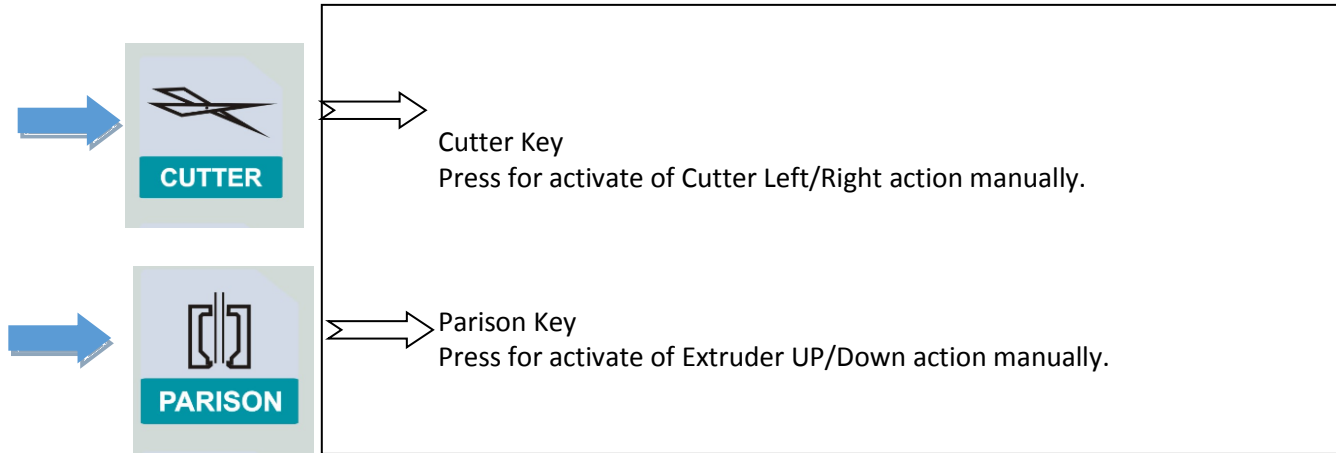 CUTTER
Cutter Key
Press for activate of Cutter Left/Right action manually.
PARISON
Parison Key
Press for activate of Extruder UP/Down action manually.